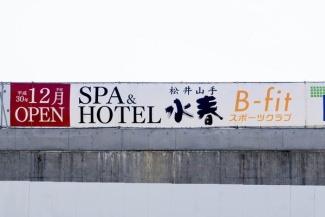 平成30年12月
OPEN
SPA&
HOTEL
松井山手
水春
B-fit
スポーツクラブ